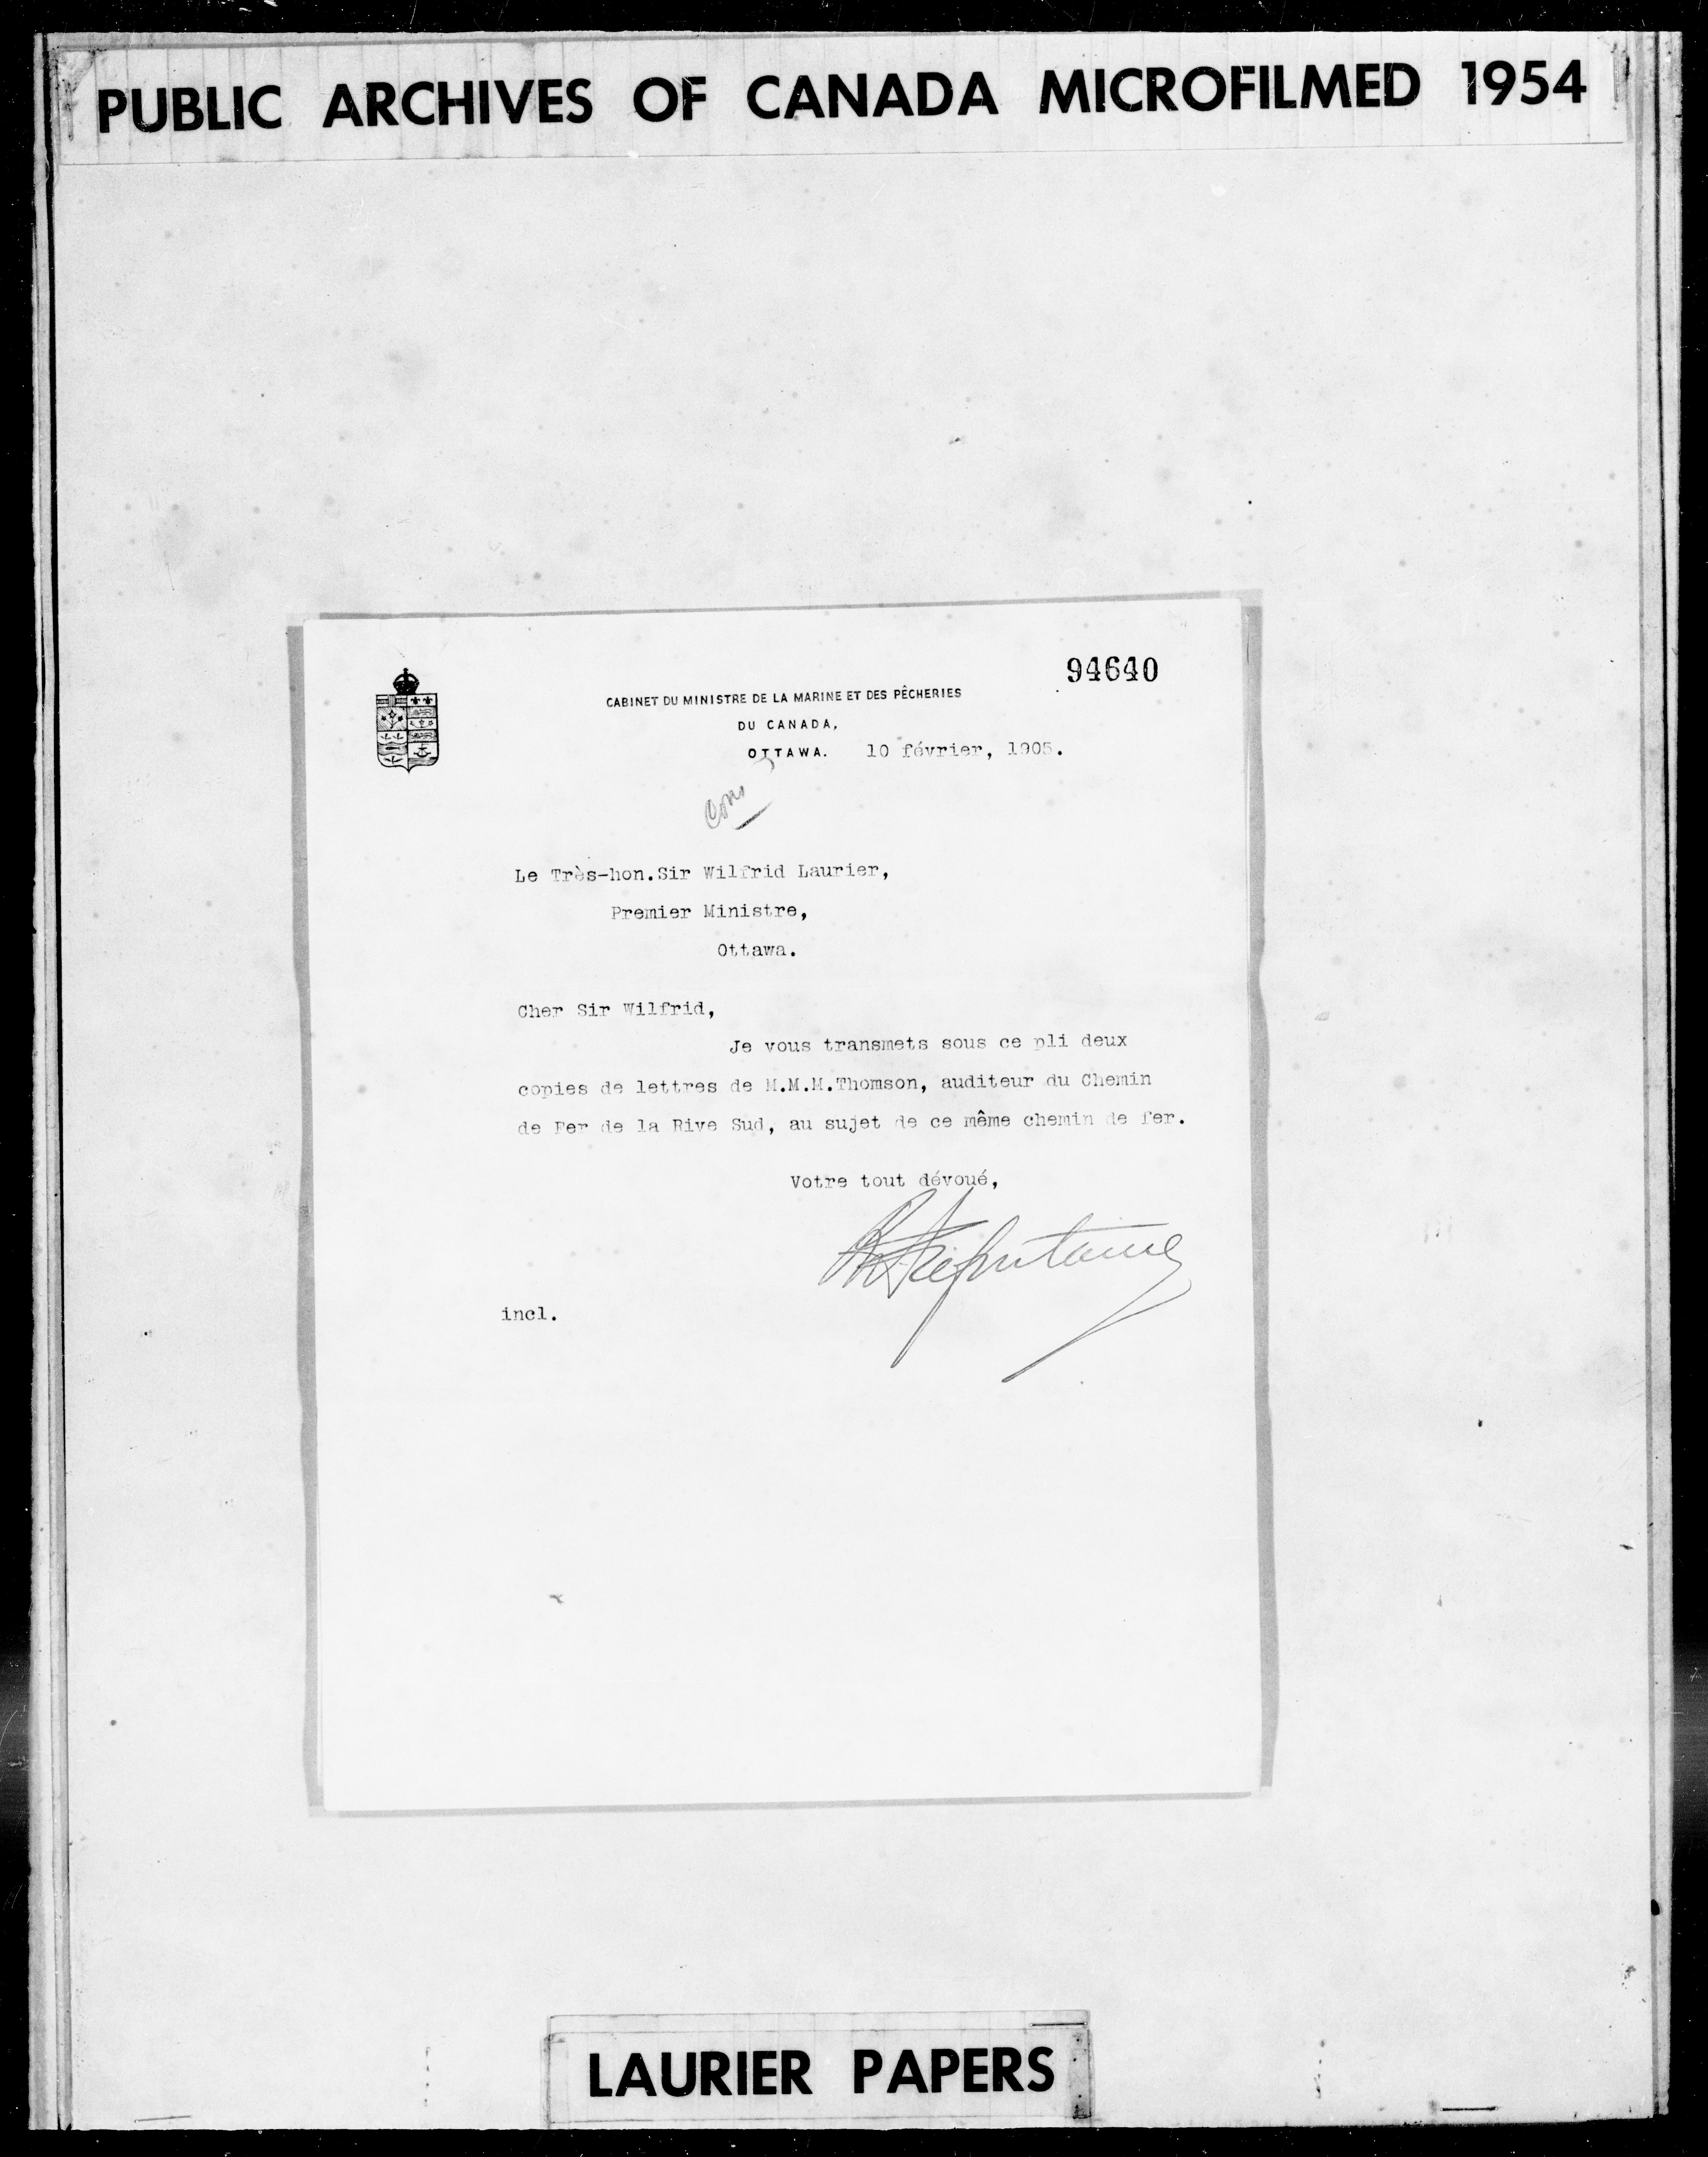 PUBLIC ARCHIVES OF CANADA MICROFILMED 1954
94640
CABINET DU MINISTRE DE LA MARINE ET DES PÊCHERIES
DU CANADA,
OTTAWA. 10 février, 1905.
Le Très-hon.Sir Wilfrid Laurier,
Premier Ministre,
Ottawa.
Cher Sir Wilfrid,
Je vous transmets sous ce pli deux
copies de lettres de M.M.M.Thomson, auditeur du Chemin
de Fer de la Rive Sud, au sujet de ce même chemin de fer.
Votre tout dévoué,
incl.
LAURIER PAPERS